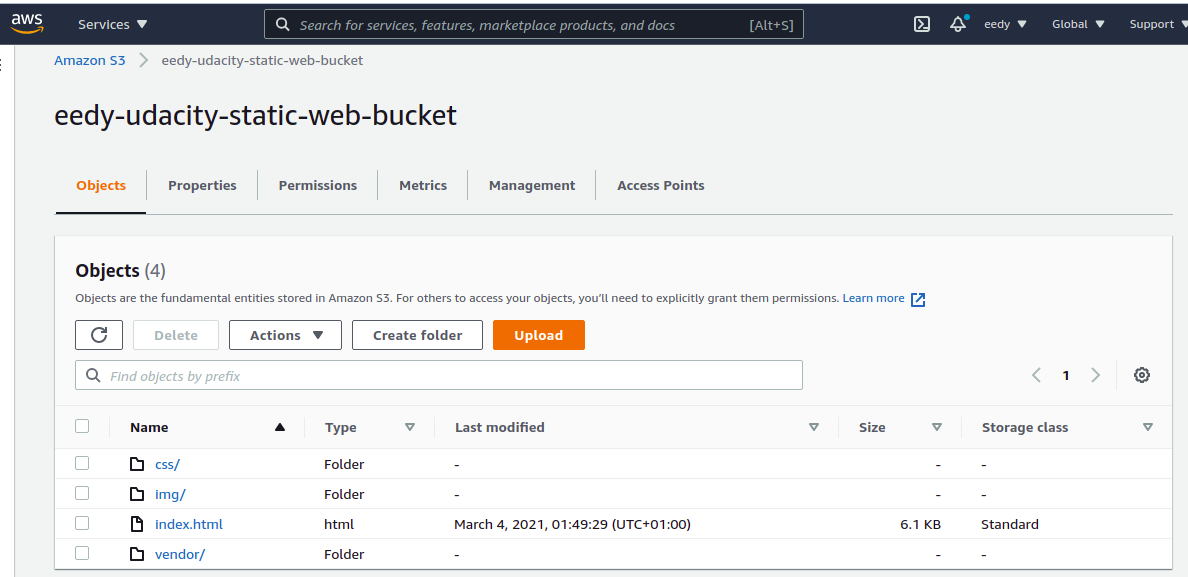 aws Services Search for services, features, marketplace products, and docs [Alt+S] eedy Global Support
Amazon S3 eedy-udacity-static-web-bucket
eedy-udacity-static-web-bucket
Objects Properties Permissions Metrics Management Access Points
Objects (4)
Objects are the fundamental entities stored in Amazon S3. For others to access your objects, you'll need to explicitly grant them permissions. Learn more
Delete Actions Create folder Upload
Find objects by prefix 1
Name Type Last modified Size Storage class
css/ Folder - - -
img/ Folder - - -
index.html html March 4, 2021, 01:49:29 (UTC+01:00) 6.1 KB Standard
vendor/ Folder - - -